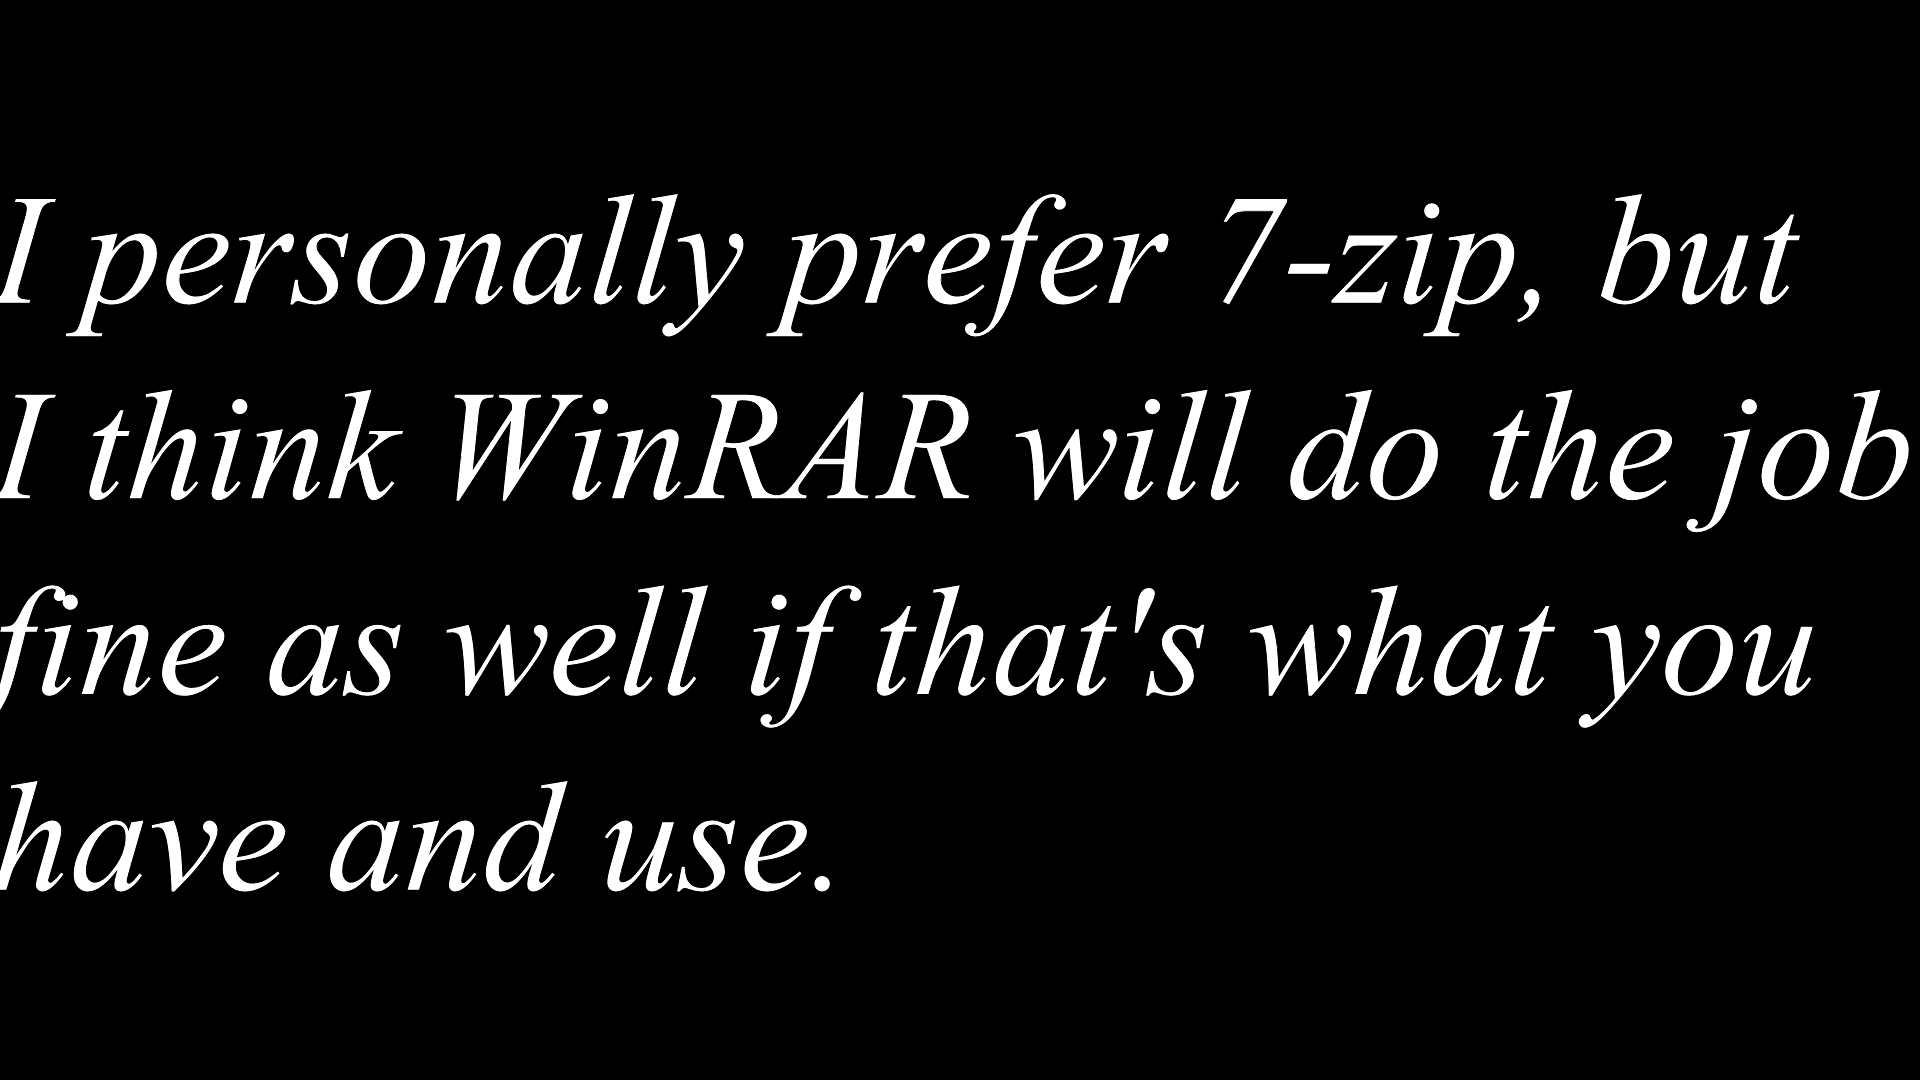 I personally prefer 7-zip, but
I think WinRAR will do the job
fine as well if that's what you
have and use.